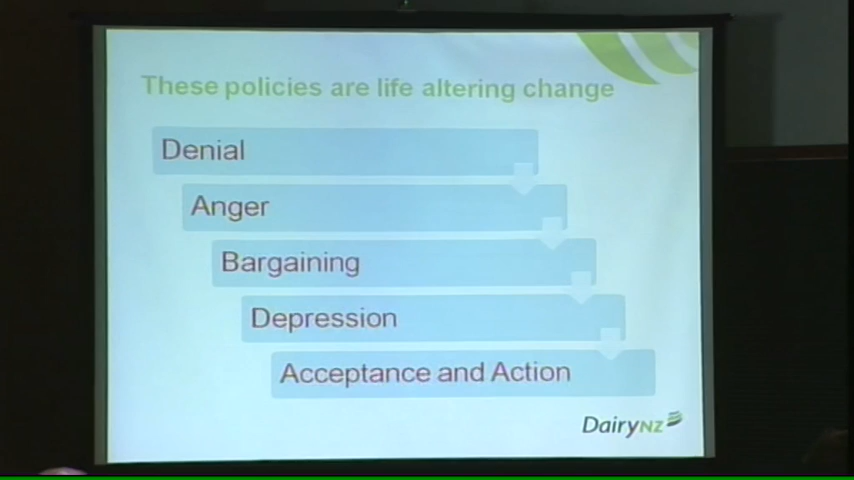 These policies are life altering change
Denial
Anger
Bargaining
Depression
Acceptance and Action
DairyNZ